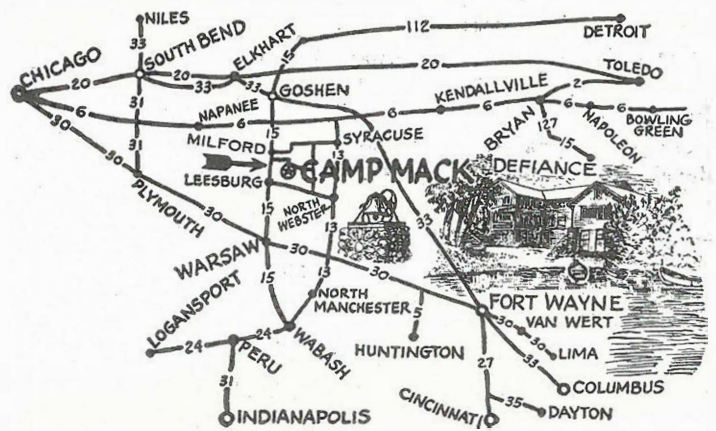 NILES
112
DETROIT
33
SOUTH BEND
ELKHART
15
CHICAGO
20
20
33
33
20
TOLEDO
GOSHEN
KENDALLVILLE
2
31
6
NAPANEE
6
15
6
6
BRYAN
6
NAPOLEON
6
BOWLING
GREEN
30
MILFORD
SYRACUSE
127
15
30
31
13
CAMP MACK
DEFIANCE
LEESBURG
PLYMOUTH
30
15
NORTH
WEBSTER
13
33
WARSAW
30
30
15
13
LOGANSPORT
NORTH
MANCHESTER
5
FORT WAYNE
30
VAN WERT
30
LIMA
24
24
PERU
WABASH
HUNTINGTON
27
33
31
COLUMBUS
INDIANAPOLIS
CINCINNATI
35
DAYTON